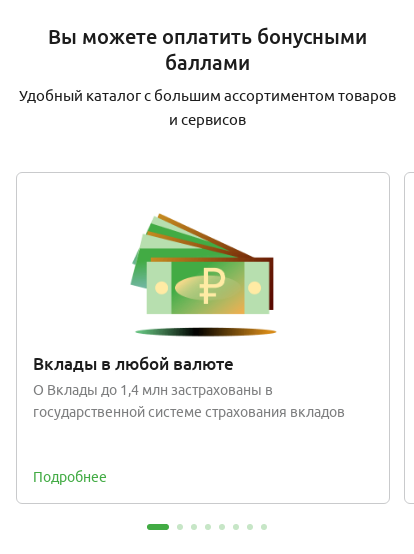 Вы можете оплатить бонусными
баллами
Удобный каталог с большим ассортиментом товаров
и сервисов
₽
Вклады в любой валюте
О Вклады до 1,4 млн застрахованы в
государственной системе страхования вкладов
Подробнее